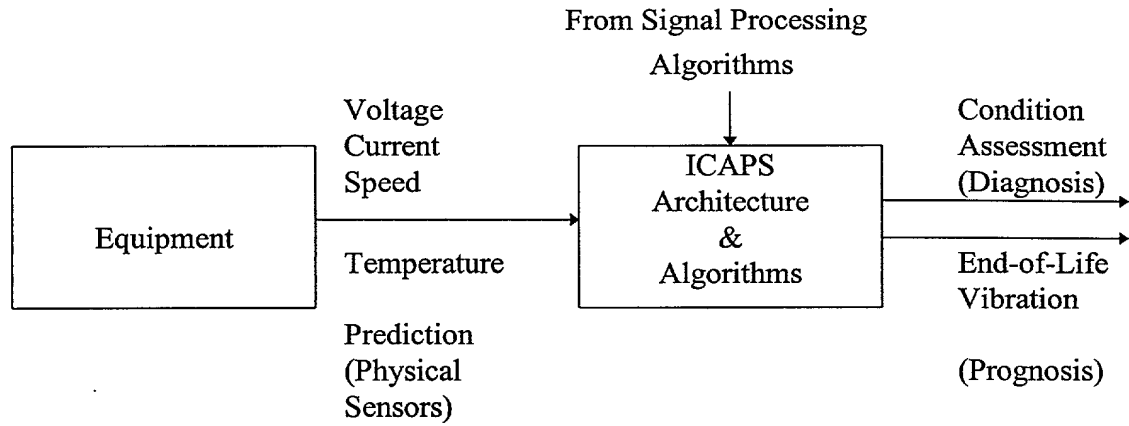 From Signal Processing
Algorithms
Voltage
Current
Speed
Temperature
Prediction
(Physical
Sensors)
Equipment
ICAPS
Architecture
&
Algorithms
Condition
Assessment
(Diagnosis)
End-of-Life
Vibration
(Prognosis)